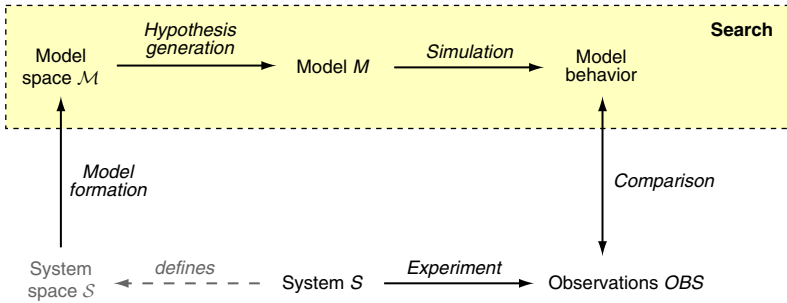 Search
Hypothesis
generation
Model
space ℳ
Model M
Simulation
Model
behavior
Model
formation
Comparison
System
space 𝒮
defines
System S
Experiment
Observations OBS